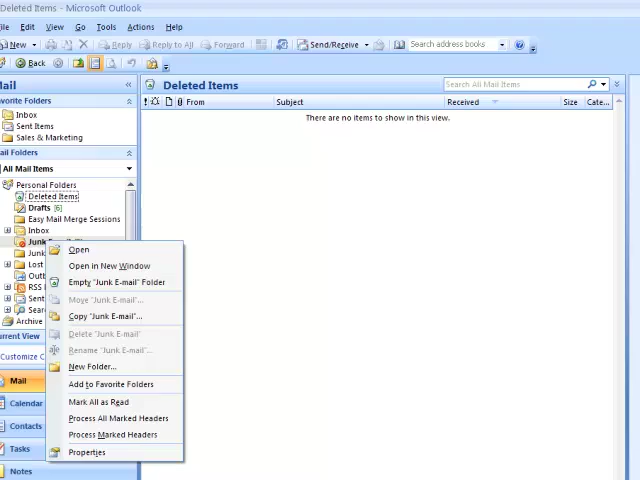 Deleted Items - Microsoft Outlook
File Edit View Go Tools Actions Help
New Reply Reply to All Forward Send/Receive Search address books
Back
Mail
Favorite Folders
Inbox
Sent Items
Sales & Marketing
Mail Folders
All Mail Items
Personal Folders
Deleted Items
Drafts [6]
Easy Mail Merge Sessions
Inbox
Junk E-mail
Junk
Lost
Outb
RSS
Sent
Sear
Archive
Current View
Customize C
Mail
Calendar
Contacts
Tasks
Notes
Deleted Items Search All Mail Items
From Subject Received Size Cate...
There are no items to show in this view.
Open
Open in New Window
Empty "Junk E-mail" Folder
Move "Junk E-mail"...
Copy "Junk E-mail"...
Delete "Junk E-mail"
Rename "Junk E-mail"...
New Folder...
Add to Favorite Folders
Mark All as Read
Process All Marked Headers
Process Marked Headers
Properties